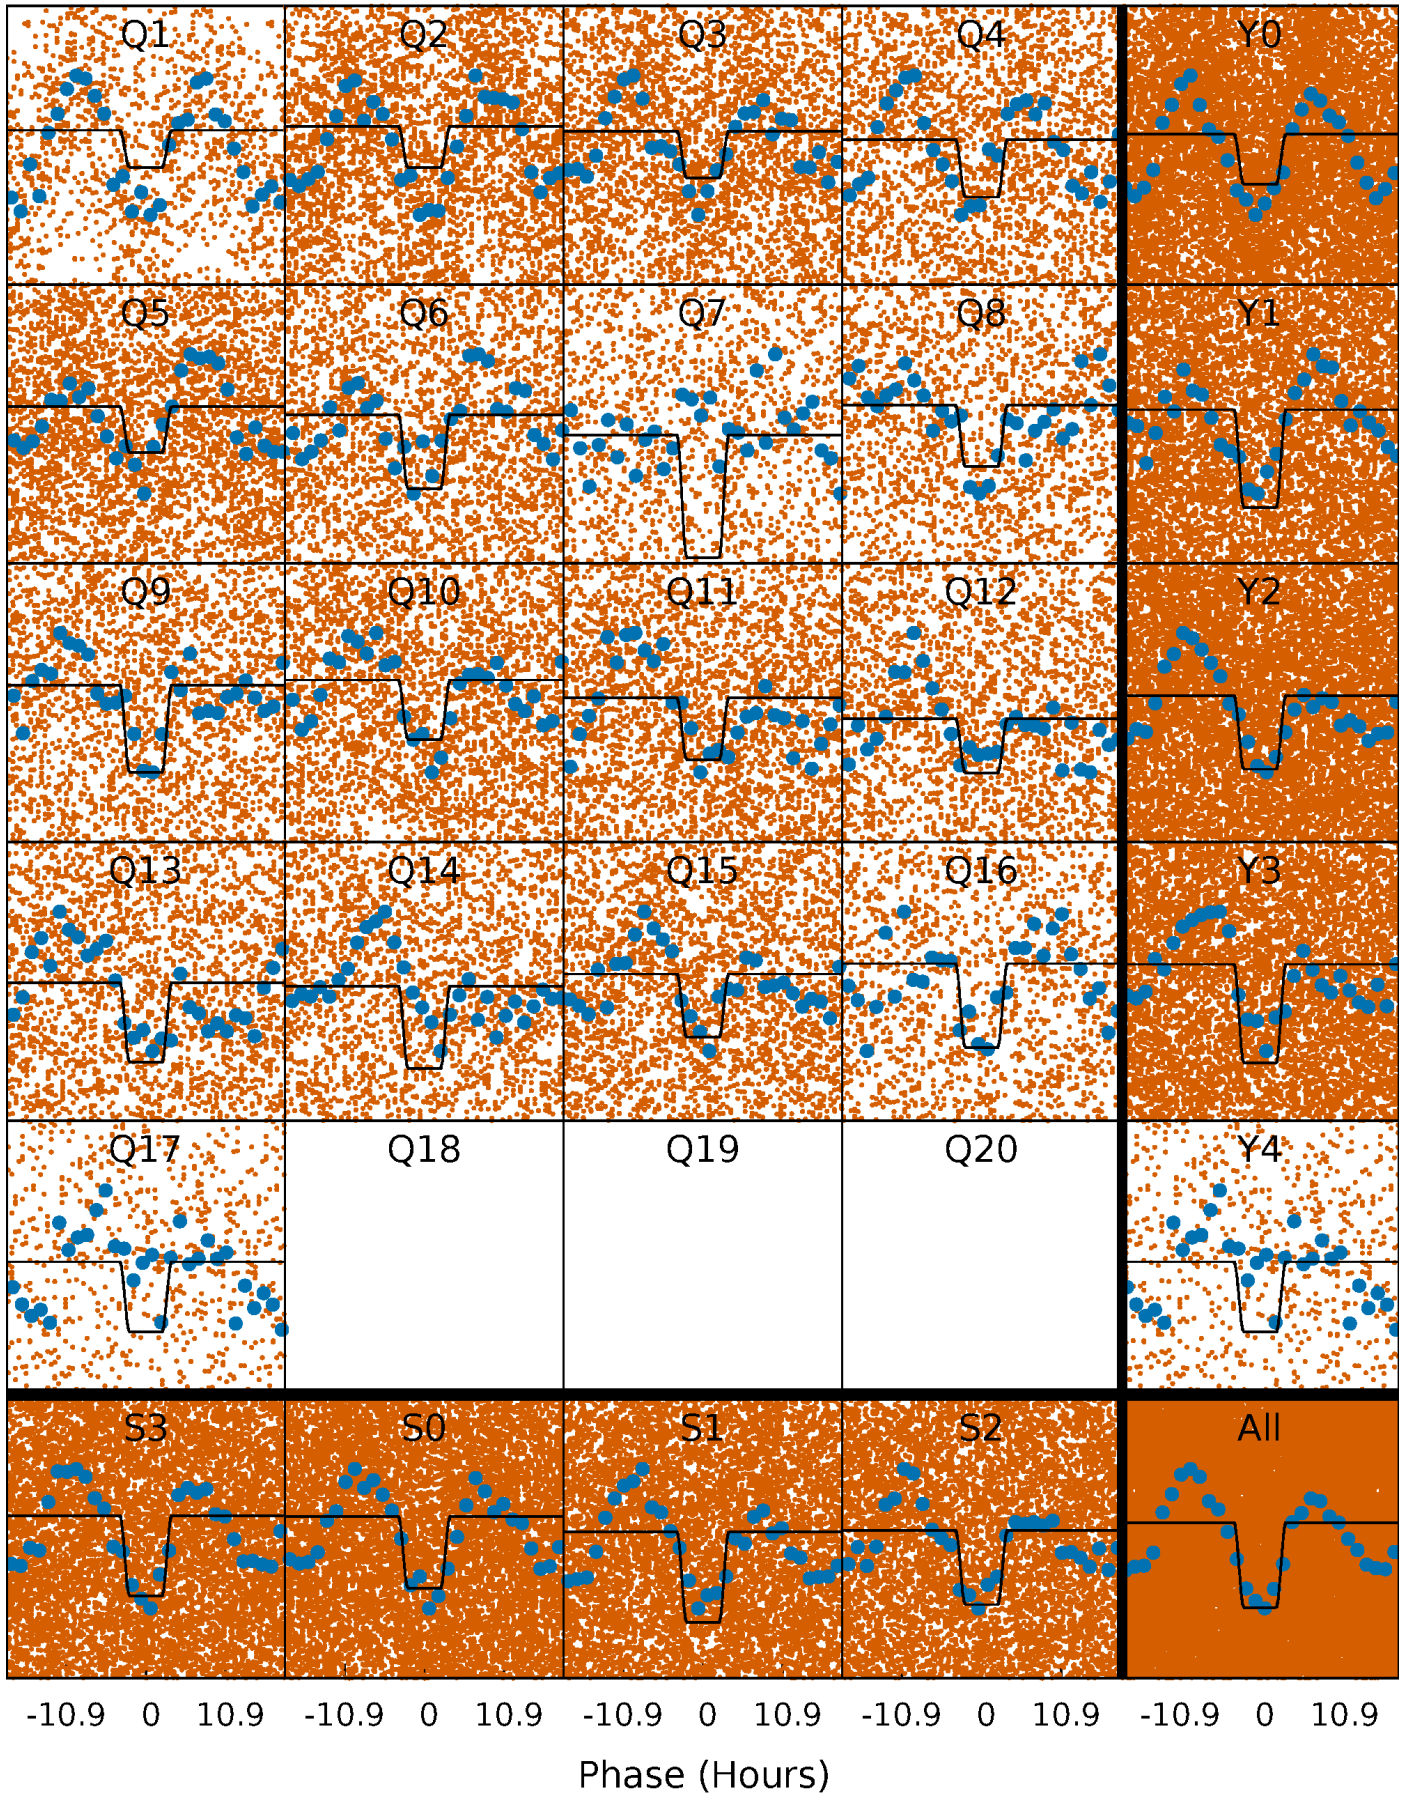 Q1 Q2 Q3 Q4 Y0
Q5 Q6 Q7 Q8 Y1
Q9 Q10 Q11 Q12 Y2
Q13 Q14 Q15 Q16 Y3
Q17 Q18 Q19 Q20 Y4
S3 S0 S1 S2 All
-10.9 0 10.9 -10.9 0 10.9 -10.9 0 10.9 -10.9 0 10.9 -10.9 0 10.9
Phase (Hours)